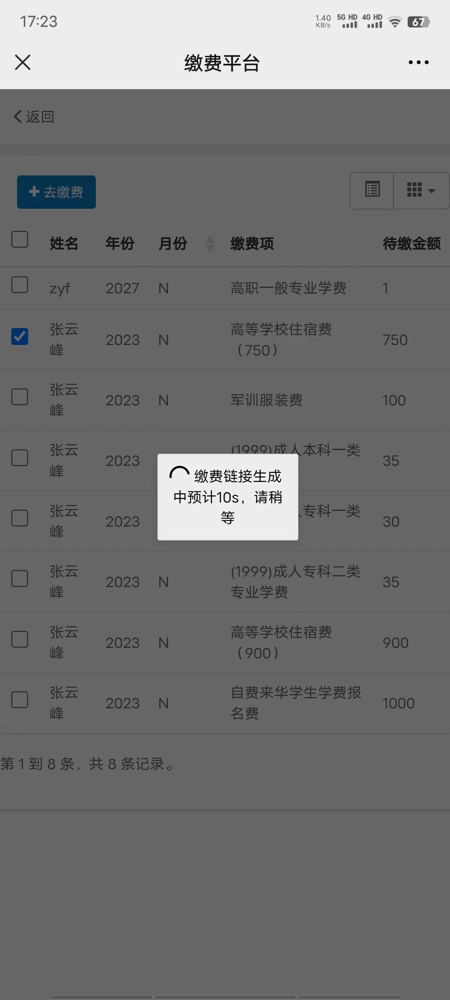 17:23
1.40 KB/s 5G HD 4G HD 67
缴费平台
返回
去缴费
姓名 年份 月份 缴费项 待缴金额
zyf 2027 N 高职一般专业学费 1
张云
峰
2023 N
高等学校住宿费
（750）
750
张云
峰
2023 N 军训服装费 100
张云
峰
2023
(1999)成人本科一类
35
张云
峰
2023
人专科一类
30
缴费链接生成
中预计10s，请稍
等
张云
峰
2023 N
(1999)成人专科二类
专业学费
35
张云
峰
2023 N
高等学校住宿费
（900）
900
张云
峰
2023 N
自费来华学生学费报
名费
1000
第 1 到 8 条，共 8 条记录。